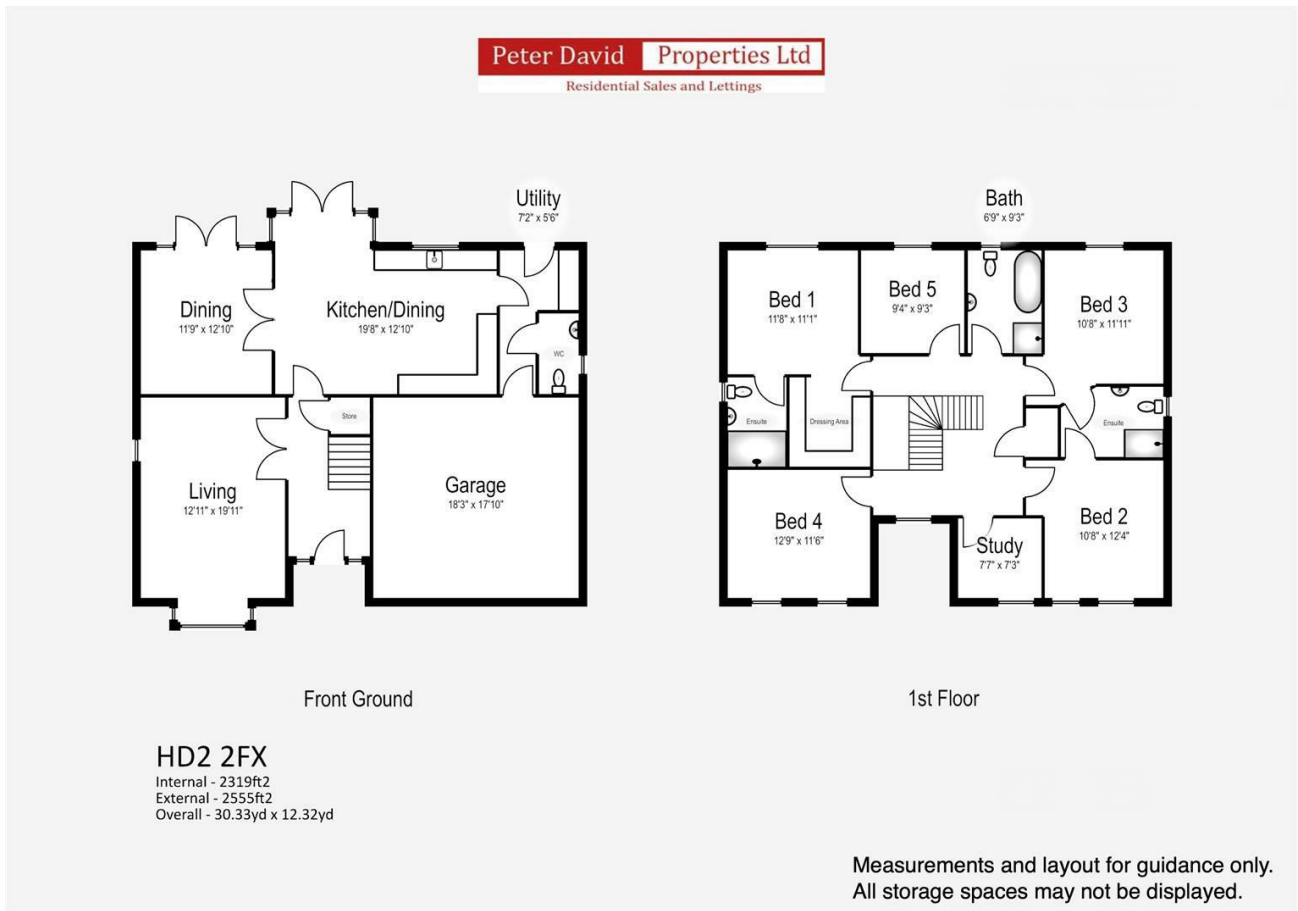 Peter David Properties Ltd
Residential Sales and Lettings
Utility
7'2" x 5'6"
Dining
11'9" x 12'10"
Kitchen/Dining
19'8" x 12'10"
WC
Store
Living
12'11" x 19'11"
Garage
18'3" x 17'10"
Front Ground
Bath
6'9" x 9'3"
Bed 1
11'8" x 11'1"
Bed 5
9'4" x 9'3"
Bed 3
10'8" x 11'11"
Ensuite
Dressing Area
Ensuite
Bed 4
12'9" x 11'6"
Study
7'7" x 7'3"
Bed 2
10'8" x 12'4"
1st Floor
HD2 2FX
Internal - 2319ft2
External - 2555ft2
Overall - 30.33yd x 12.32yd
Measurements and layout for guidance only.
All storage spaces may not be displayed.